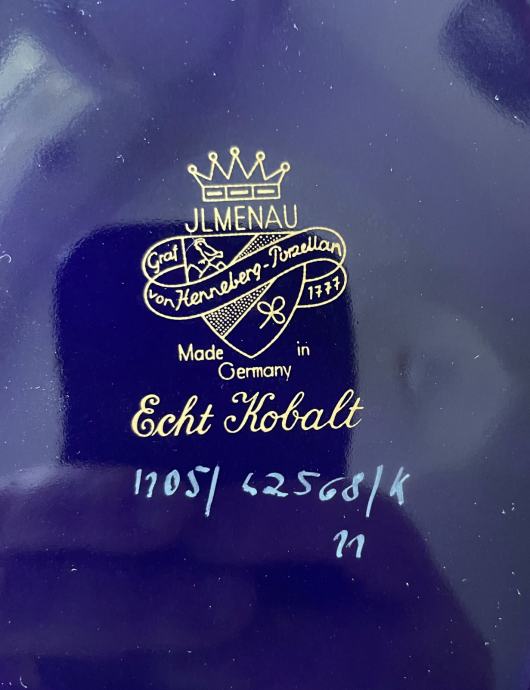 JLMENAU
Graf
von Henneberg-Porzellan
1777
Made in
Germany
Echt Kobalt
1105/ 42568/K
11